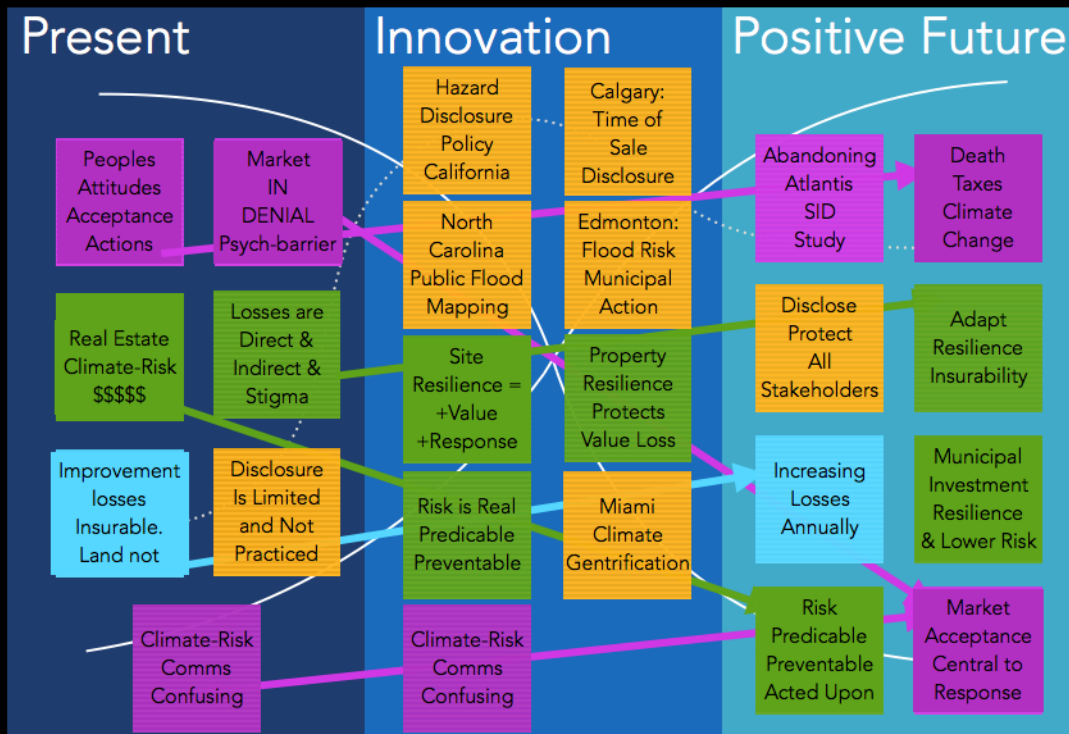 Present
Peoples
Attitudes
Acceptance
Actions
Market
IN
DENIAL
Psych-barrier
Real Estate
Climate-Risk
$$$$$
Losses are
Direct &
Indirect &
Stigma
Improvement
losses
Insurable.
Land not
Disclosure
Is Limited
and Not
Practiced
Climate-Risk
Comms
Confusing
Innovation
Hazard
Disclosure
Policy
California
Calgary:
Time of
Sale
Disclosure
North
Carolina
Public Flood
Mapping
Edmonton:
Flood Risk
Municipal
Action
Site
Resilience =
+Value
+Response
Property
Resilience
Protects
Value Loss
Risk is Real
Predicable
Preventable
Miami
Climate
Gentrification
Climate-Risk
Comms
Confusing
Positive Future
Abandoning
Atlantis
SID
Study
Death
Taxes
Climate
Change
Disclose
Protect
All
Stakeholders
Adapt
Resilience
Insurability
Increasing
Losses
Annually
Municipal
Investment
Resilience
& Lower Risk
Risk
Predicable
Preventable
Acted Upon
Market
Acceptance
Central to
Response